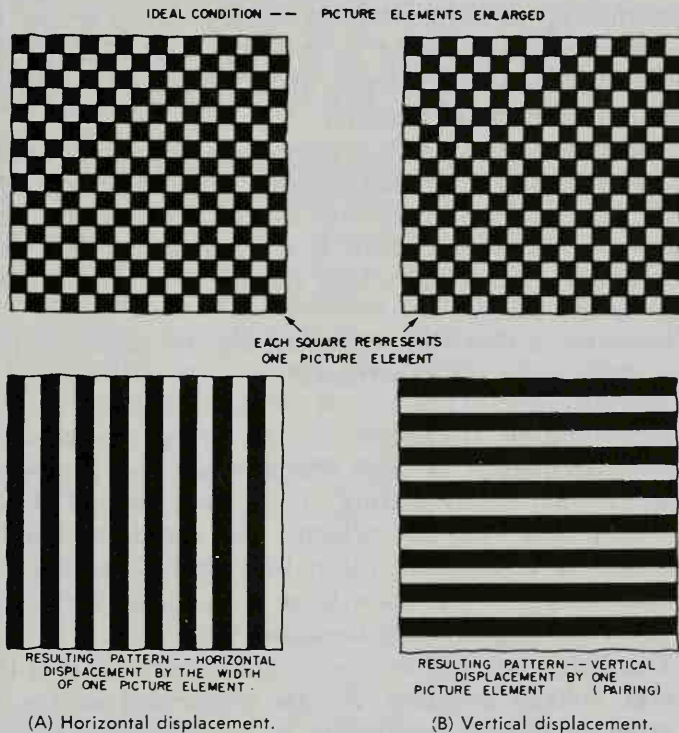 IDEAL CONDITION -- PICTURE ELEMENTS ENLARGED
EACH SQUARE REPRESENTS
ONE PICTURE ELEMENT
RESULTING PATTERN -- HORIZONTAL
DISPLACEMENT BY THE WIDTH
OF ONE PICTURE ELEMENT.
(A) Horizontal displacement.
RESULTING PATTERN -- VERTICAL
DISPLACEMENT BY ONE
PICTURE ELEMENT (PAIRING)
(B) Vertical displacement.